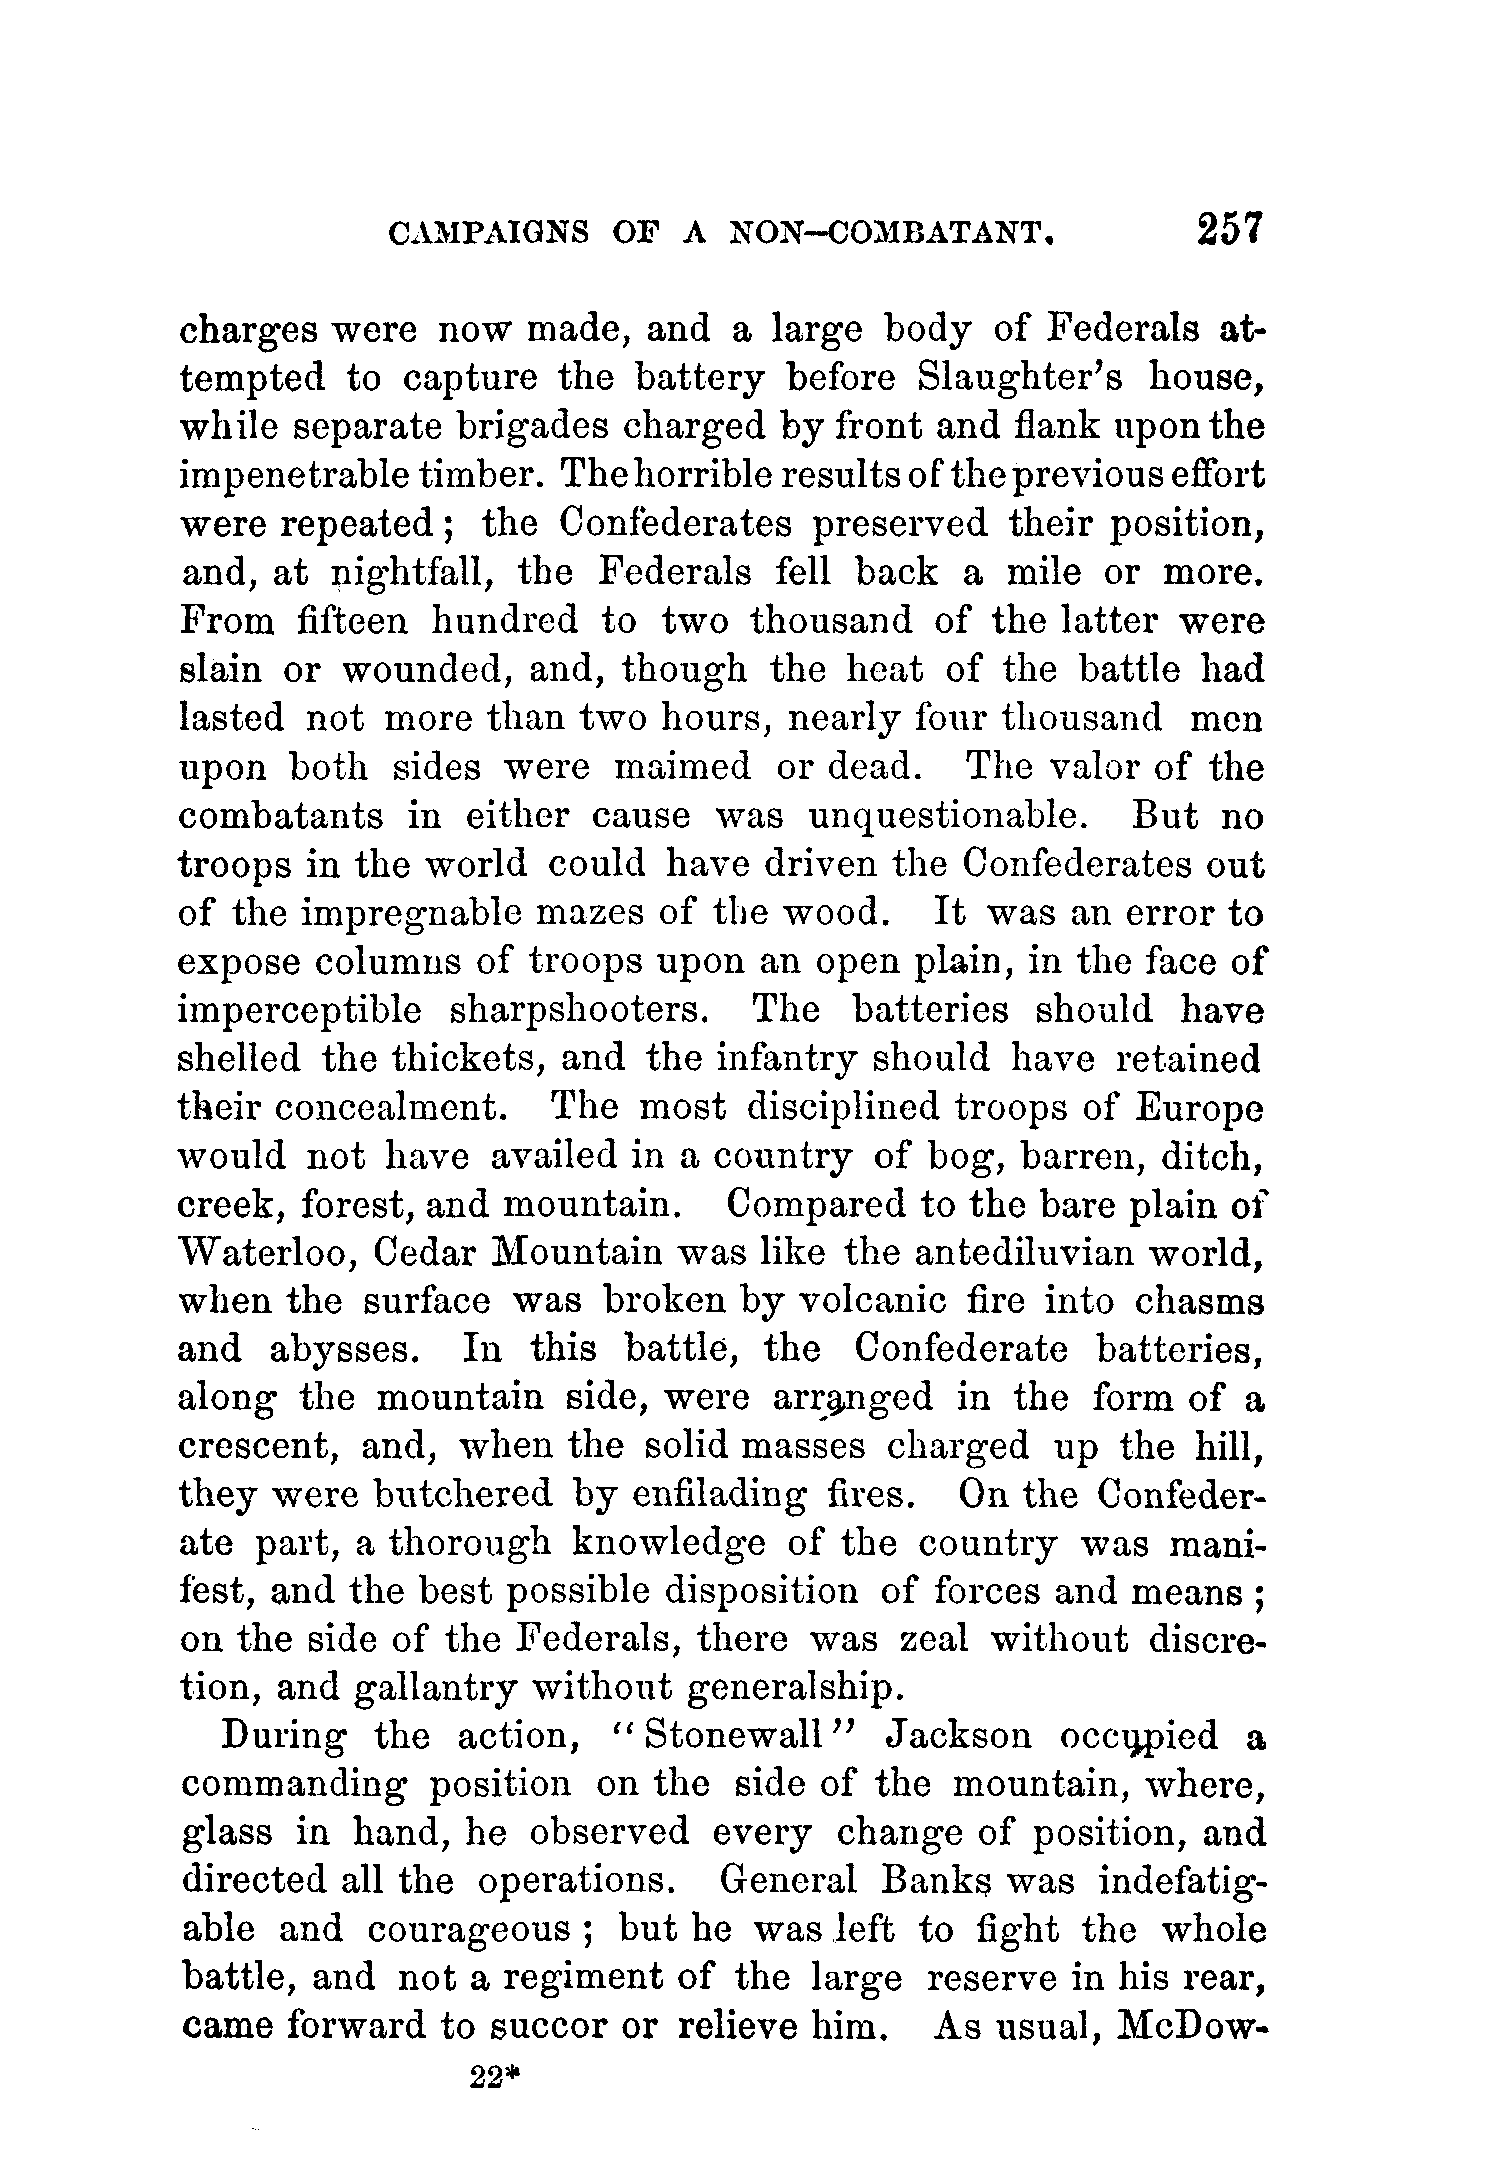 CAMPAIGNS OF A NON-COMBATANT. 257
charges were now made, and a large body of Federals at-
tempted to capture the battery before Slaughter's house,
while separate brigades charged by front and flank upon the
impenetrable timber. The horrible results of the previous effort
were repeated; the Confederates preserved their position,
and, at nightfall, the Federals fell back a mile or more.
From fifteen hundred to two thousand of the latter were
slain or wounded, and, though the heat of the battle had
lasted not more than two hours, nearly four thousand men
upon both sides were maimed or dead. The valor of the
combatants in either cause was unquestionable. But no
troops in the world could have driven the Confederates out
of the impregnable mazes of the wood. It was an error to
expose columns of troops upon an open plain, in the face of
imperceptible sharpshooters. The batteries should have
shelled the thickets, and the infantry should have retained
their concealment. The most disciplined troops of Europe
would not have availed in a country of bog, barren, ditch,
creek, forest, and mountain. Compared to the bare plain of
Waterloo, Cedar Mountain was like the antediluvian world,
when the surface was broken by volcanic fire into chasms
and abysses. In this battle, the Confederate batteries,
along the mountain side, were arranged in the form of a
crescent, and, when the solid masses charged up the hill,
they were butchered by enfilading fires. On the Confeder-
ate part, a thorough knowledge of the country was mani-
fest, and the best possible disposition of forces and means;
on the side of the Federals, there was zeal without discre-
tion, and gallantry without generalship.
During the action, "Stonewall" Jackson occupied a
commanding position on the side of the mountain, where,
glass in hand, he observed every change of position, and
directed all the operations. General Banks was indefatig-
able and courageous; but he was left to fight the whole
battle, and not a regiment of the large reserve in his rear,
came forward to succor or relieve him. As usual, McDow-
22*